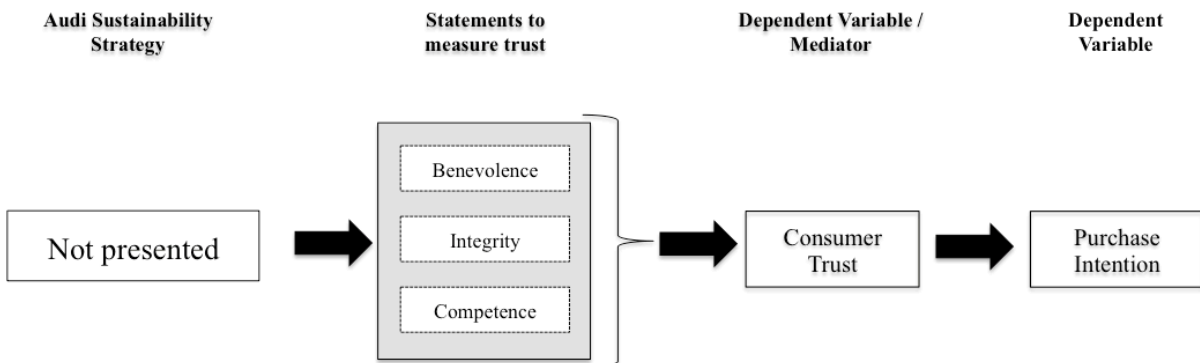 Audi Sustainability
Strategy
Statements to
measure trust
Dependent Variable /
Mediator
Dependent
Variable
Not presented
Benevolence
Integrity
Competence
Consumer
Trust
Purchase
Intention